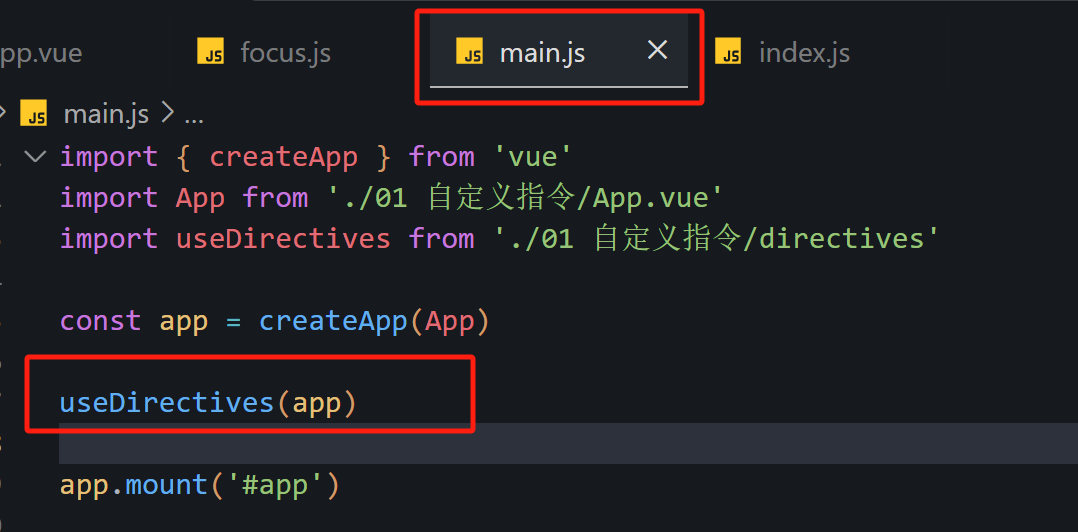 pp.vue JS focus.js JS main.js × JS index.js
JS main.js > ...
import { createApp } from 'vue'
import App from './01 自定义指令/App.vue'
import useDirectives from './01 自定义指令/directives'
const app = createApp(App)
useDirectives(app)
app.mount('#app')